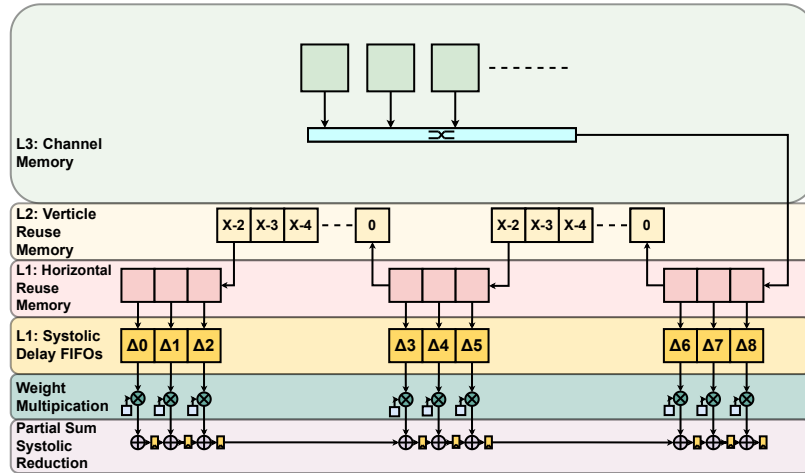 L3: Channel
Memory
L2: Verticle
Reuse
Memory
X-2 X-3 X-4 0 X-2 X-3 X-4 0
L1: Horizontal
Reuse
Memory
L1: Systolic
Delay FIFOs
Δ0 Δ1 Δ2 Δ3 Δ4 Δ5 Δ6 Δ7 Δ8
Weight
Multipication
Partial Sum
Systolic
Reduction